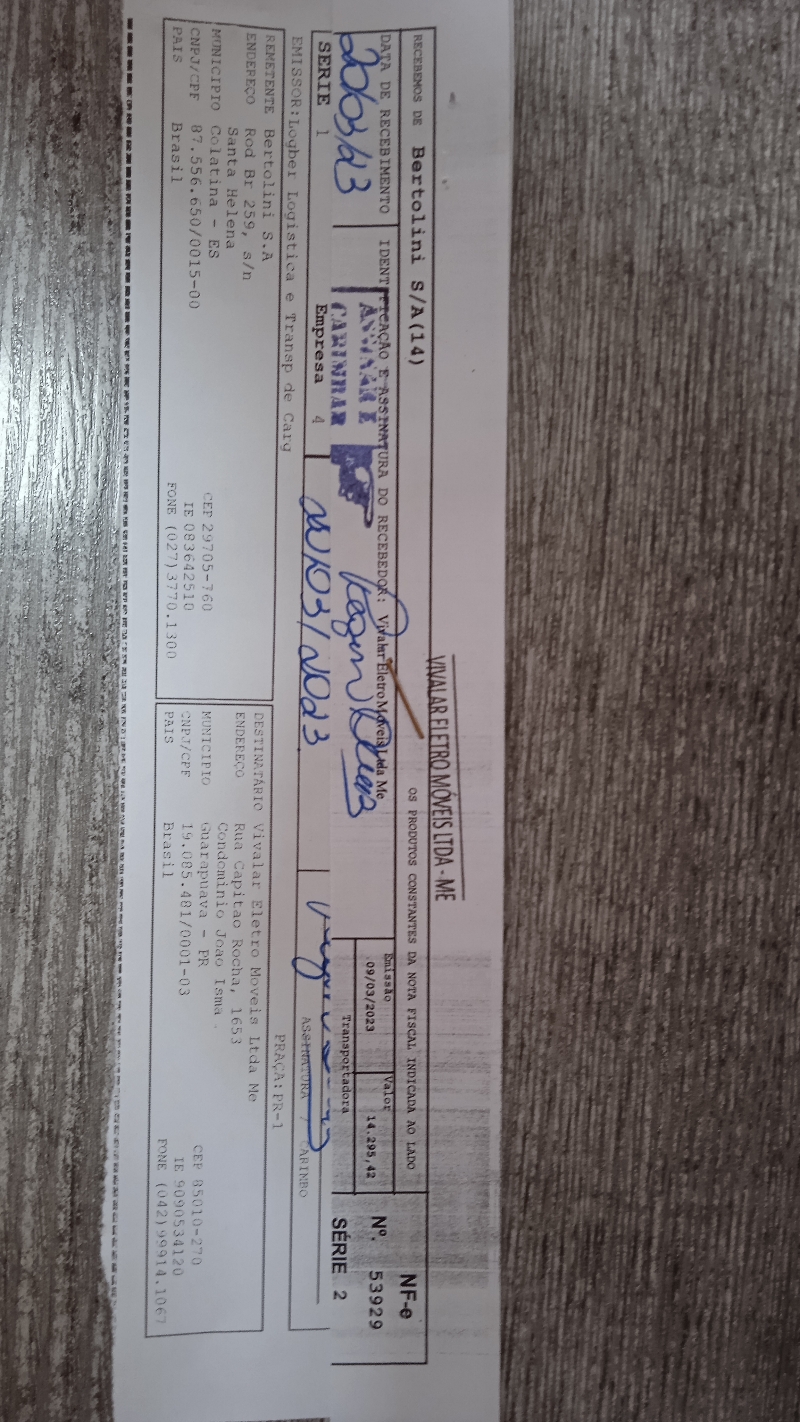 VIVALAR ELETRO MÓVEIS LTDA - ME
RECEBEMOS DE Bertolini S/A(14) OS PRODUTOS CONSTANTES DA NOTA FISCAL INDICADA AO LADO
NF-e
DATA DE RECEBIMENTO IDENTIFICAÇÃO E ASSINATURA DO RECEBEDOR: Vivalar Eletro Moveis Ltda Me
Emissão 09/03/2023
Valor 14.295,42
Nº. 53929
20/03/23
ASSINAR E
CARIMBAR
Transportadora
SÉRIE 2
SERIE 1 Empresa 4
20/03/2023
ASSINATURA / CARIMBO
EMISSOR:Logber Logistica e Transp de Carg
PRAÇA:PR-1
REMETENTE Bertolini S.A
ENDEREÇO Rod Br 259, s/n
Santa Helena
MUNICIPIO Colatina - ES
CEP 29705-760
CNPJ/CPF 87.556.650/0015-00
IE 083642510
PAIS Brasil
FONE (027)3770.1300
DESTINATÁRIO Vivalar Eletro Moveis Ltda Me
ENDEREÇO Rua Capitao Rocha, 1653
Condominio Joao Isma
MUNICIPIO Guarapuava - PR
CEP 85010-270
CNPJ/CPF 19.085.481/0001-03
IE 9090534120
PAIS Brasil
FONE (042)99914.1067